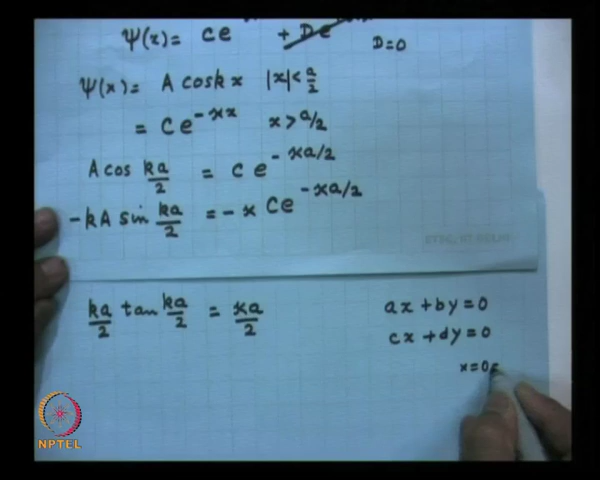 Ψ(x) = Ce + De
D=0
Ψ(x) = A cos kx |x| < a/2
= Ce^{-κx} x > a/2
A cos ka/2 = Ce^{-κa/2}
-kA sin ka/2 = -κ Ce^{-κa/2}
ka/2 tan ka/2 = κa/2
ax + by = 0
cx + dy = 0
x = 0
NPTEL